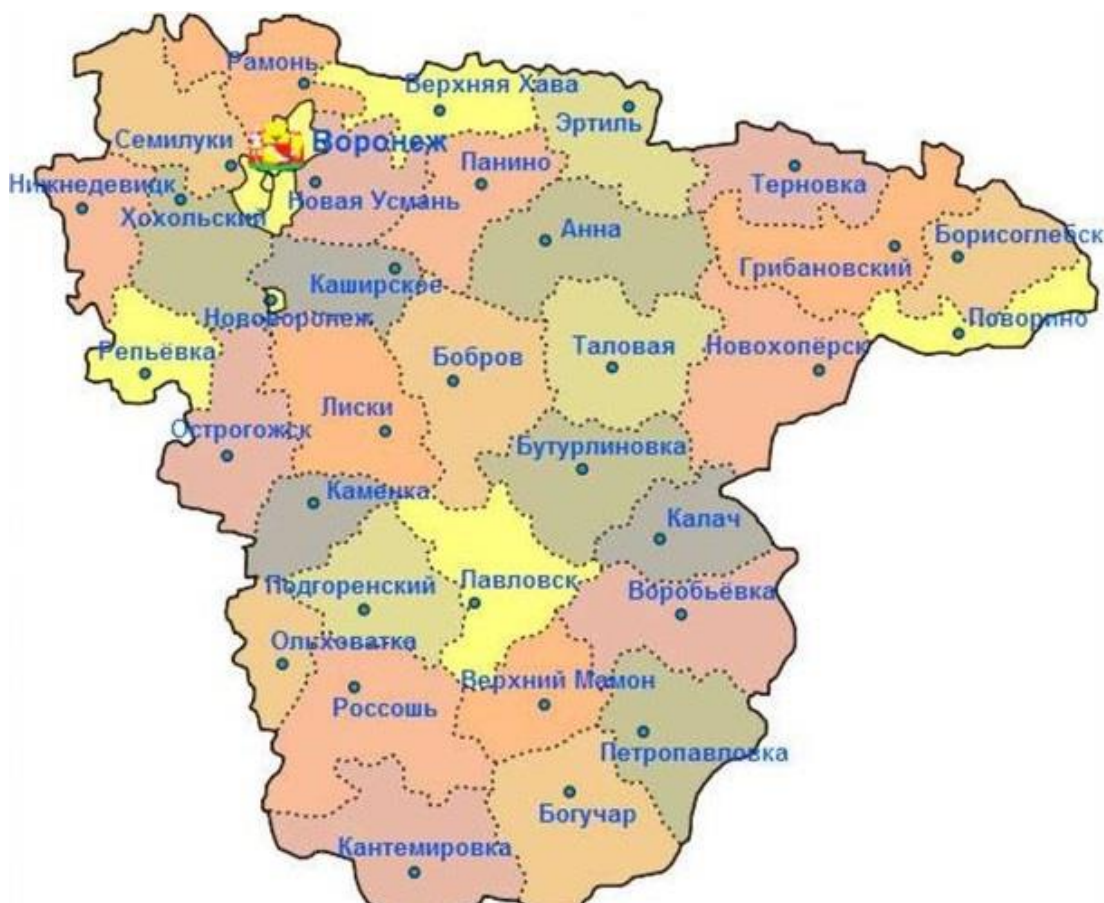 Рамонь
Верхняя Хава
Эртиль
Семилуки
Воронеж
Панино
Терновка
Нижнедевицк
Хохольский
Новая Усмань
Анна
Борисоглебск
Грибановский
Каширское
Нововоронеж
Поворино
Репьёвка
Бобров
Таловая
Новохопёрск
Лиски
Острогожск
Бутурлиновка
Каменка
Калач
Подгоренский
Павловск
Воробьёвка
Ольховатка
Верхний Мамон
Россошь
Петропавловка
Богучар
Кантемировка